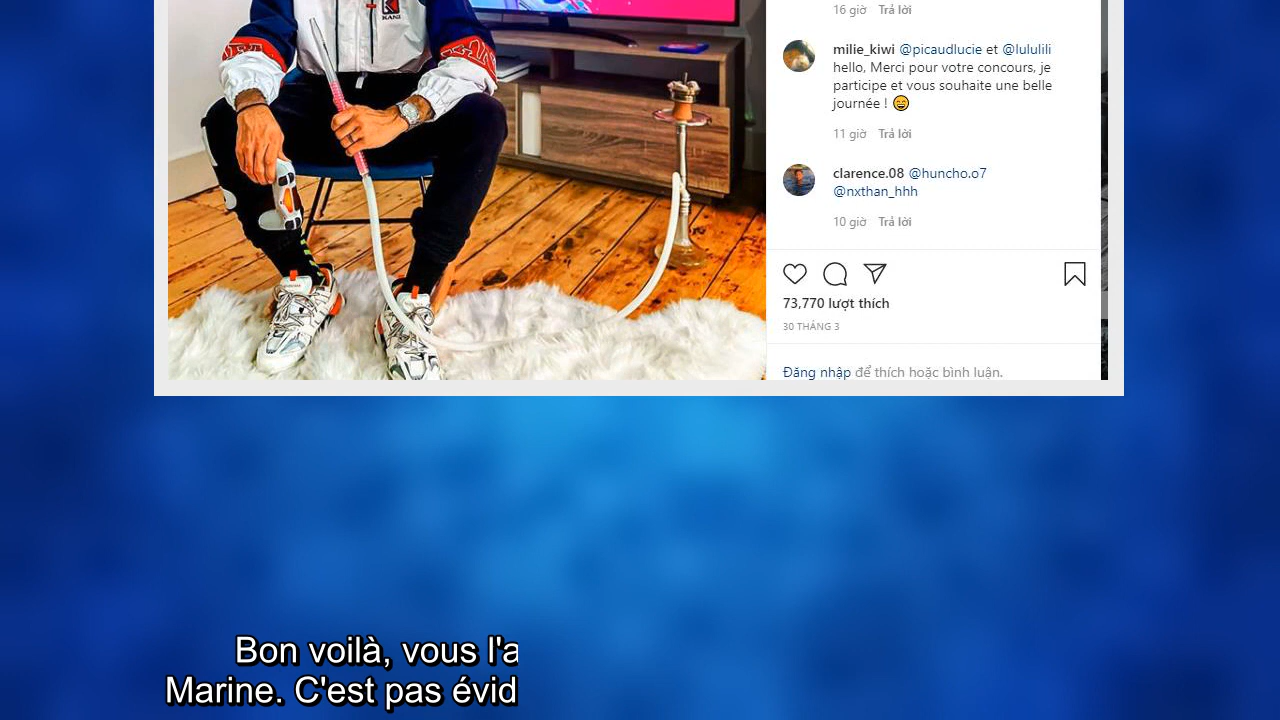 KANI
16 giờ Trả lời
milie_kiwi @picaudlucie et @lululili
hello, Merci pour votre concours, je
participe et vous souhaite une belle
journée ! 😄
11 giờ Trả lời
clarence.08 @huncho.o7
@nxthan_hhh
10 giờ Trả lời
73,770 lượt thích
30 THÁNG 3
Đăng nhập để thích hoặc bình luận.
Bon voilà, vous l'a
Marine. C'est pas évid